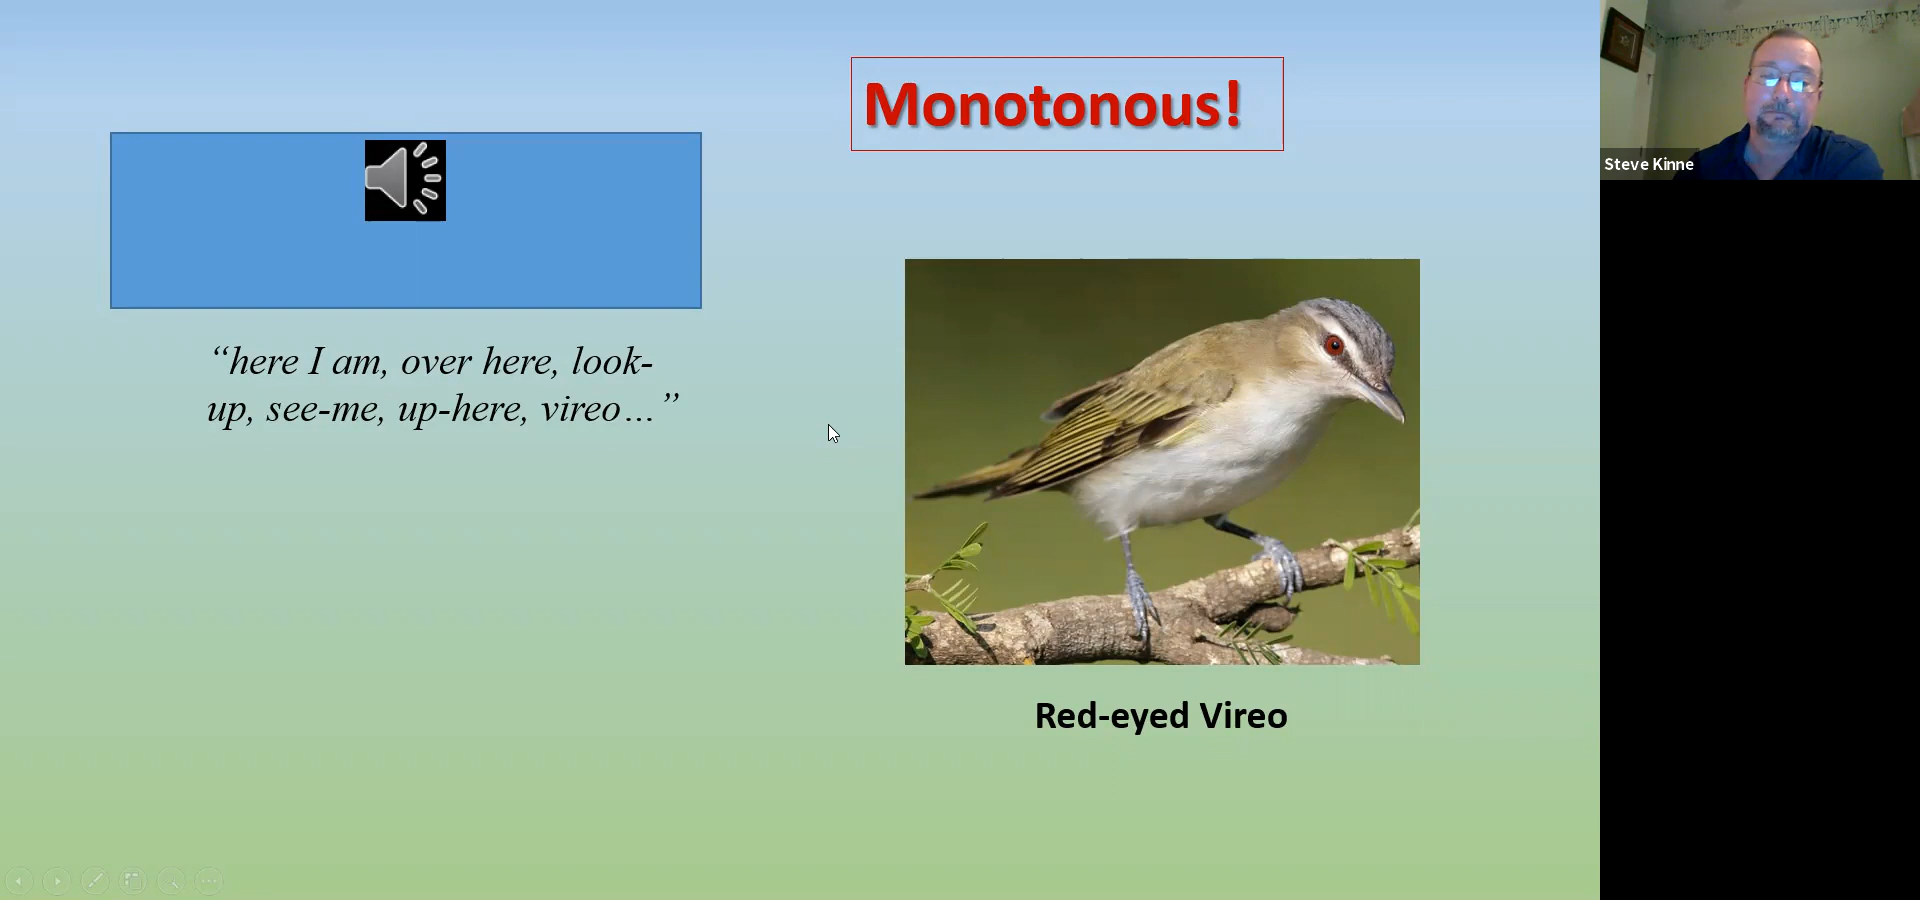 Monotonous!
“here I am, over here, look-
up, see-me, up-here, vireo…”
Red-eyed Vireo
Steve Kinne